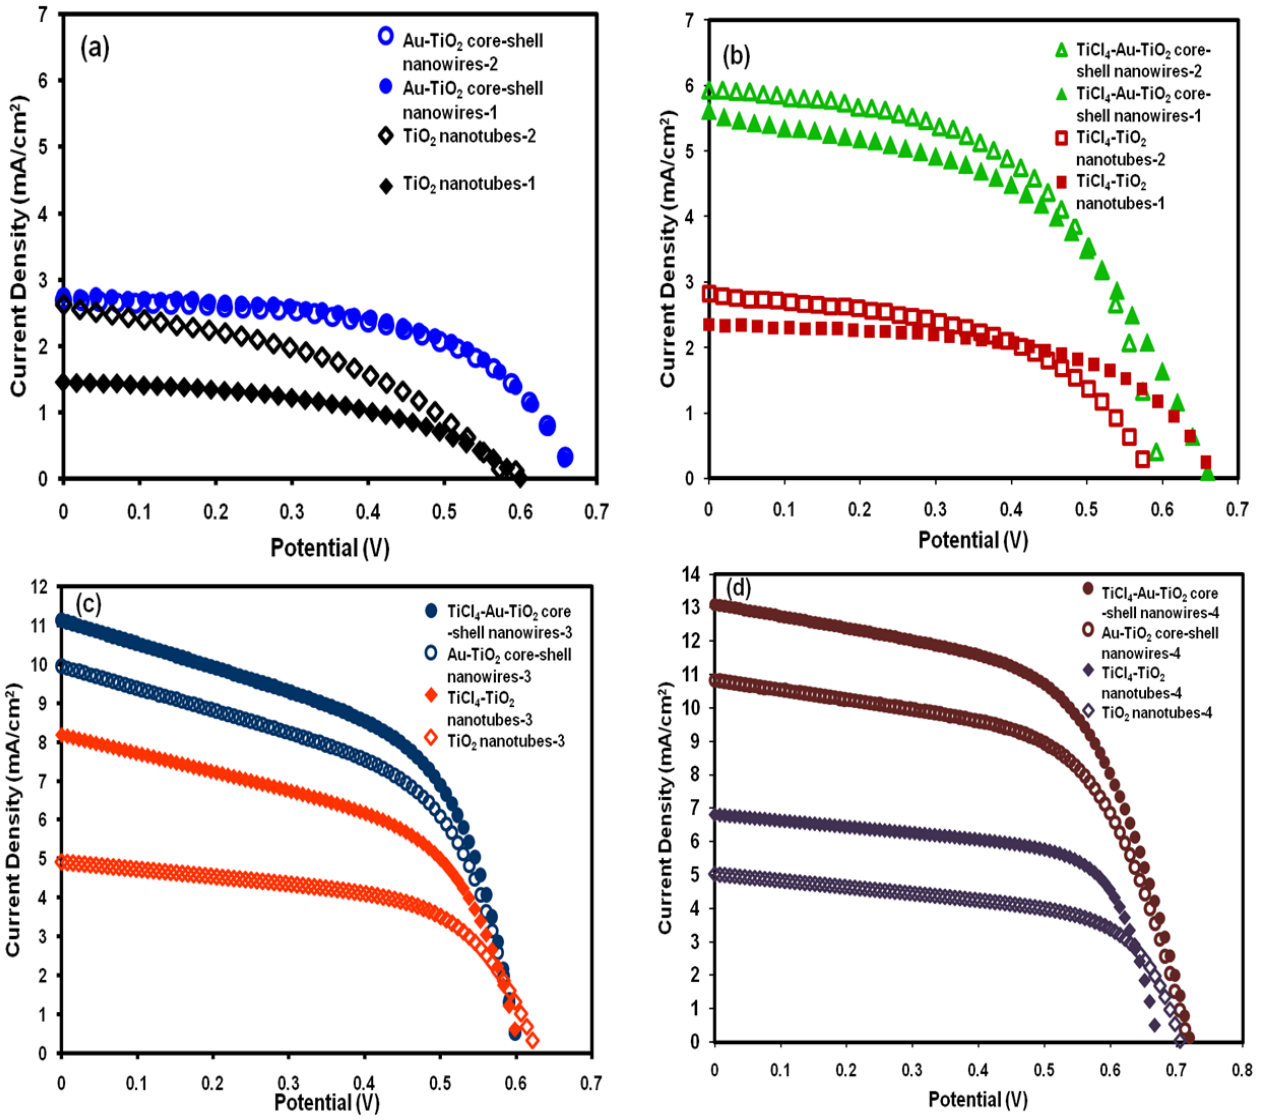 (a)
Current Density (mA/cm²)
7
6
5
4
3
2
1
0
0 0.1 0.2 0.3 0.4 0.5 0.6 0.7
Potential (V)
Au-TiO₂ core-shell
nanowires-2
Au-TiO₂ core-shell
nanowires-1
TiO₂ nanotubes-2
TiO₂ nanotubes-1
(b)
Current Density (mA/cm²)
7
6
5
4
3
2
1
0
0 0.1 0.2 0.3 0.4 0.5 0.6 0.7
Potential (V)
TiCl₄-Au-TiO₂ core-
shell nanowires-2
TiCl₄-Au-TiO₂ core-
shell nanowires-1
TiCl₄-TiO₂
nanotubes-2
TiCl₄-TiO₂
nanotubes-1
(c)
Current Density (mA/cm²)
12
11
10
9
8
7
6
5
4
3
2
1
0
0 0.1 0.2 0.3 0.4 0.5 0.6 0.7
Potential (V)
TiCl₄-Au-TiO₂ core
-shell nanowires-3
Au-TiO₂ core-shell
nanowires-3
TiCl₄-TiO₂
nanotubes-3
TiO₂ nanotubes-3
(d)
Current Density (mA/cm²)
14
13
12
11
10
9
8
7
6
5
4
3
2
1
0
0 0.1 0.2 0.3 0.4 0.5 0.6 0.7 0.8
Potential (V)
TiCl₄-Au-TiO₂ core
-shell nanowires-4
Au-TiO₂ core-shell
nanowires-4
TiCl₄-TiO₂
nanotubes-4
TiO₂ nanotubes-4